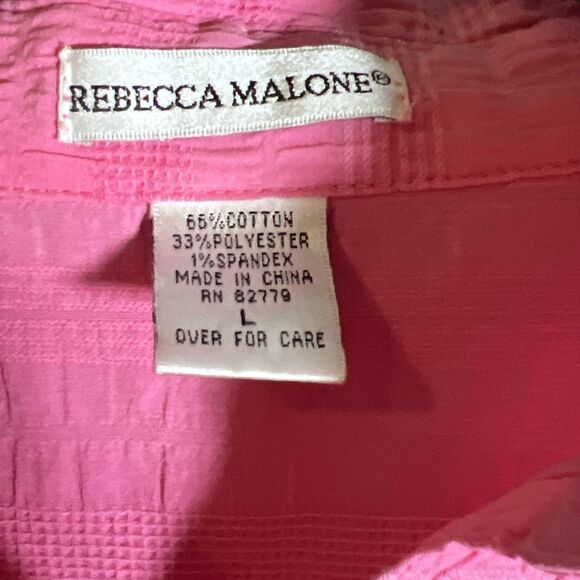 REBECCA MALONE®
66%COTTON
33%POLYESTER
1%SPANDEX
MADE IN CHINA
RN 82779
L
OVER FOR CARE